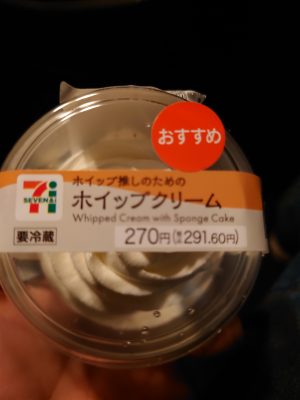 おすすめ
ホイップ推しのための
ホイップクリーム
Whipped Cream with Sponge Cake
7i
SEVEN&i
要冷蔵
270円(税込291.60円)